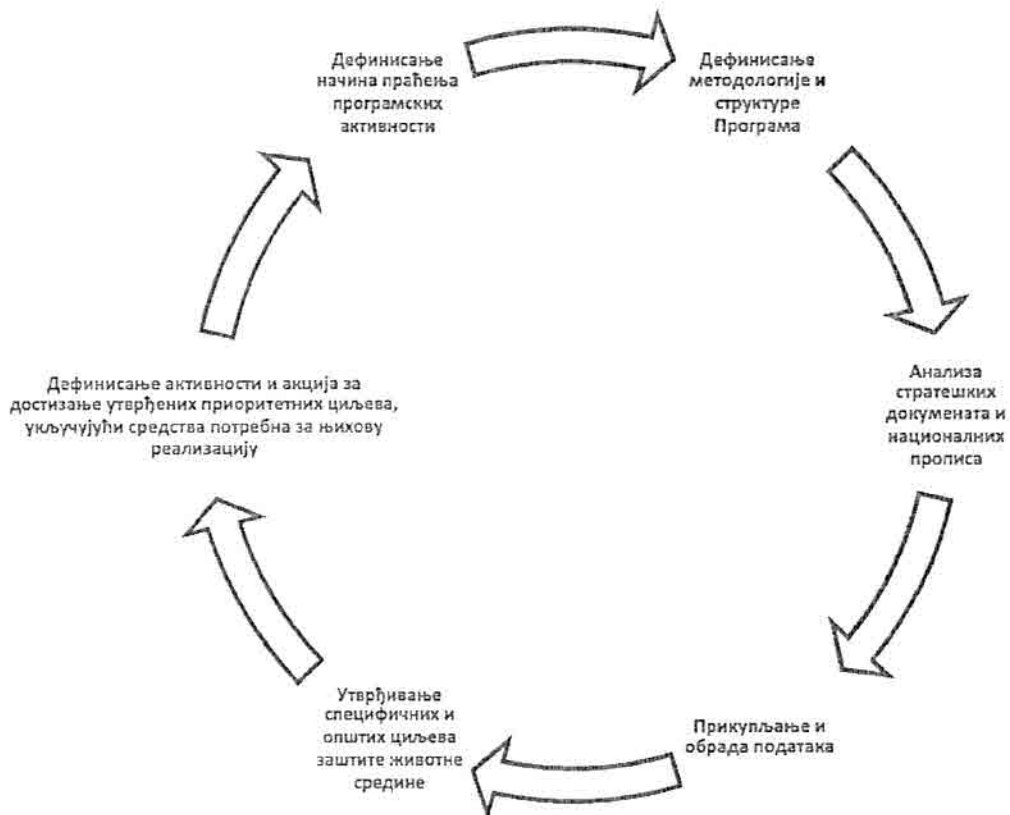 Дефинисање
начина праћења
програмских
активности
Дефинисање
методологије и
структуре
Програма
Анализа
стратешких
докумената и
националних
прописа
Прикупљање и
обрада података
Утврђивање
специфичних и
општих циљева
заштите животне
средине
Дефинисање активности и акција за
достизање утврђених приоритетних циљева,
укључујући средства потребна за њихову
реализацију